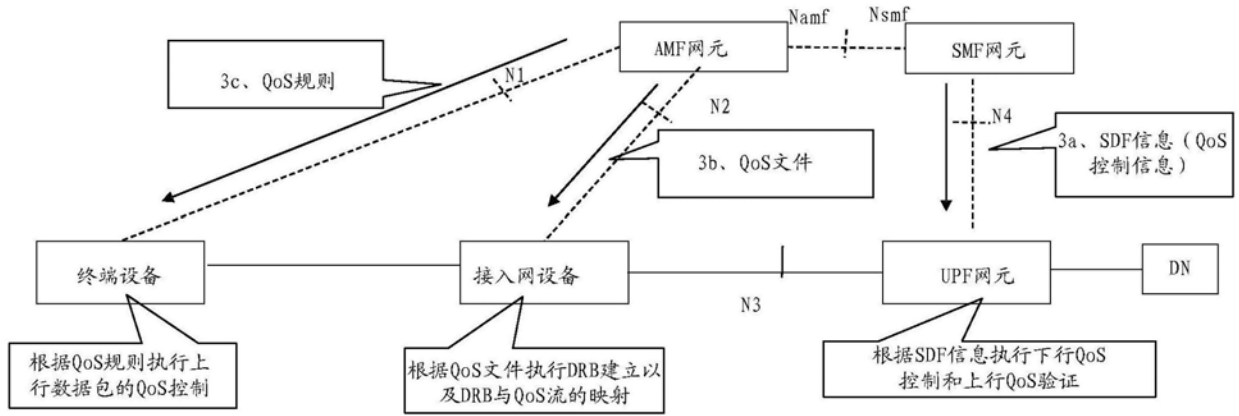 Namf
Nsmf
AMF网元
SMF网元
3c、QoS规则
N1
N2
N4
3b、QoS文件
3a、SDF信息（QoS
控制信息）
终端设备
接入网设备
N3
UPF网元
DN
根据QoS规则执行上
行数据包的QoS控制
根据QoS文件执行DRB建立以
及DRB与QoS流的映射
根据SDF信息执行下行QoS
控制和上行QoS验证